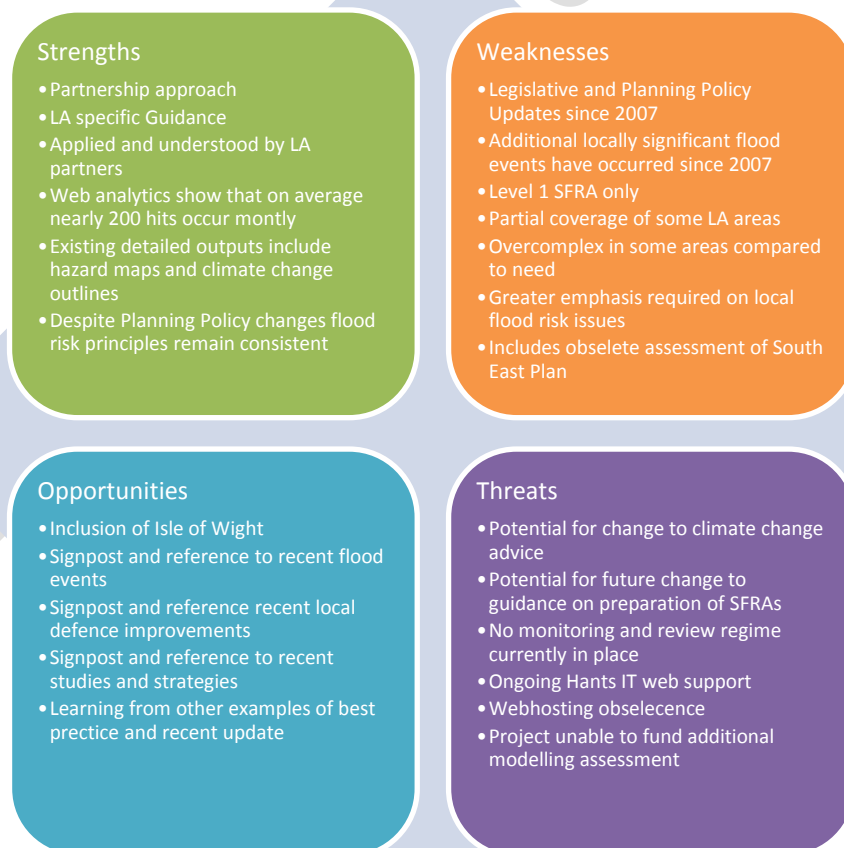 Strengths
•Partnership approach
•LA specific Guidance
•Applied and understood by LA
partners
•Web analytics show that on average
nearly 200 hits occur montly
•Existing detailed outputs include
hazard maps and climate change
outlines
•Despite Planning Policy changes flood
risk principles remain consistent
Weaknesses
•Legislative and Planning Policy
Updates since 2007
•Additional locally significant flood
events have occurred since 2007
•Level 1 SFRA only
•Partial coverage of some LA areas
•Overcomplex in some areas compared
to need
•Greater emphasis required on local
flood risk issues
•Includes obselete assessment of South
East Plan
Opportunities
•Inclusion of Isle of Wight
•Signpost and reference to recent flood
events
•Signpost and reference recent local
defence improvements
•Signpost and reference to recent
studies and strategies
•Learning from other examples of best
prectice and recent update
Threats
•Potential for change to climate change
advice
•Potential for future change to
guidance on preparation of SFRAs
•No monitoring and review regime
currently in place
•Ongoing Hants IT web support
•Webhosting obselecence
•Project unable to fund additional
modelling assessment